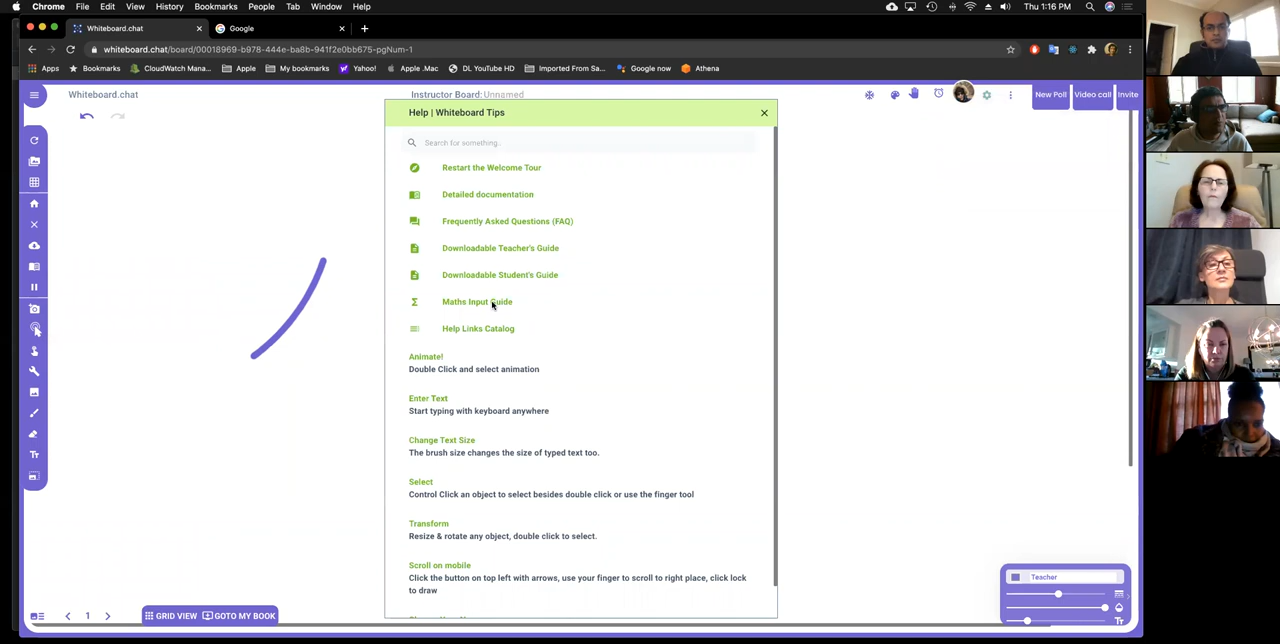 Chrome File Edit View History Bookmarks People Tab Window Help Thu 1:16 PM
Whiteboard.chat Google
whiteboard.chat/board/00018969-b978-444e-ba8b-941f2e0bb675-pgNum-1
Apps Bookmarks CloudWatch Mana... Apple My bookmarks Yahoo! Apple .Mac DL YouTube HD Imported From Sa... Google now Athena
Whiteboard.chat Instructor Board: Unnamed New Poll Video call Invite
Help | Whiteboard Tips
Search for something..
Restart the Welcome Tour
Detailed documentation
Frequently Asked Questions (FAQ)
Downloadable Teacher's Guide
Downloadable Student's Guide
Maths Input Guide
Help Links Catalog
Animate!
Double Click and select animation
Enter Text
Start typing with keyboard anywhere
Change Text Size
The brush size changes the size of typed text too.
Select
Control Click an object to select besides double click or use the finger tool
Transform
Resize & rotate any object, double click to select.
Scroll on mobile
Click the button on top left with arrows, use your finger to scroll to right place, click lock
to draw
Teacher
1 GRID VIEW GOTO MY BOOK